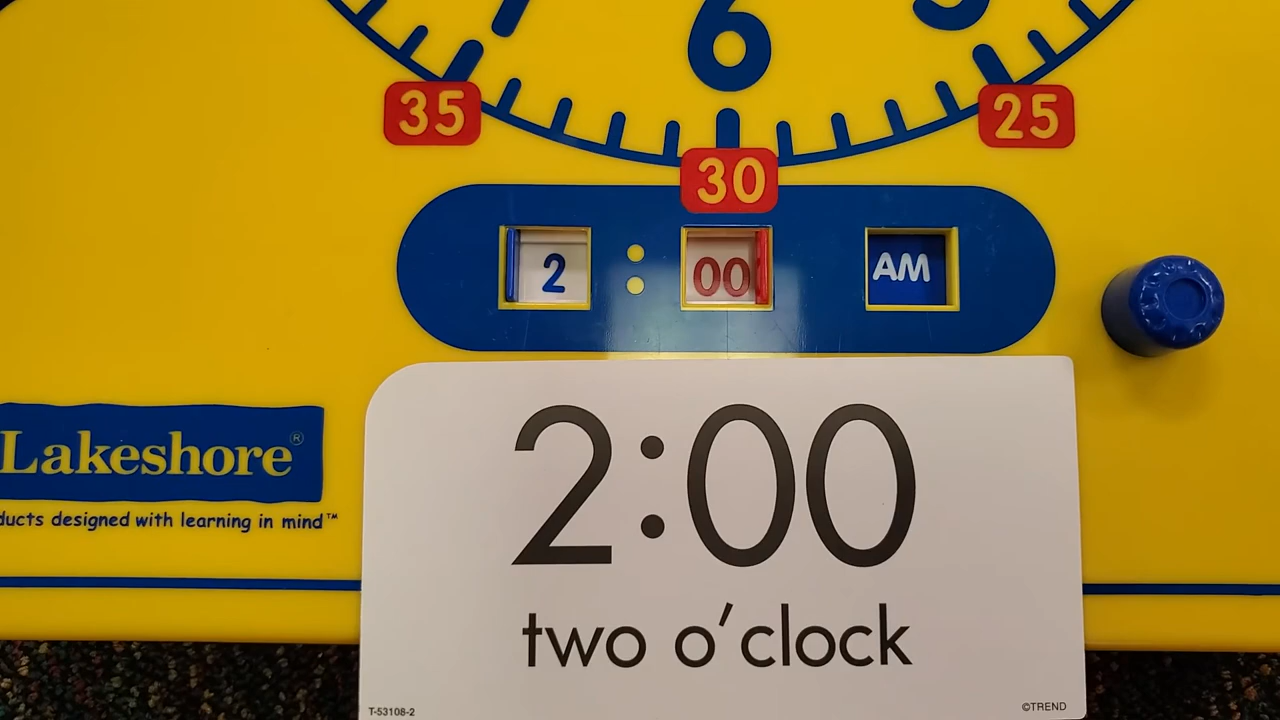 6
35
25
30
2 : 00 AM
Lakeshore®
ducts designed with learning in mind™
2:00
two o'clock
T-53108-2
©TREND